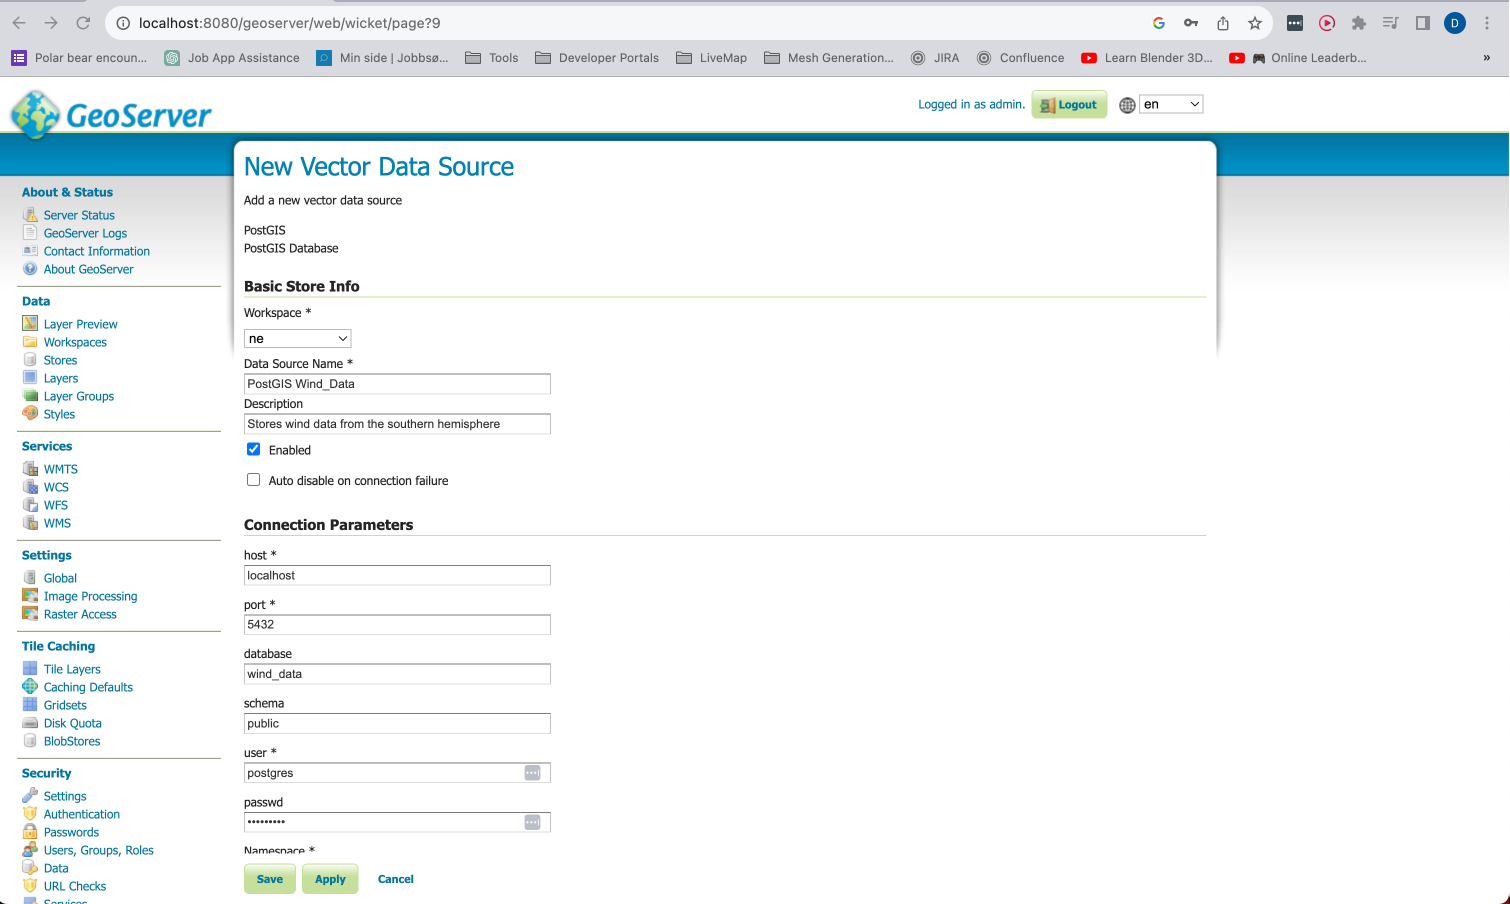 localhost:8080/geoserver/web/wicket/page?9
D
Polar bear encoun...
Job App Assistance
Min side | Jobbsø...
Tools
Developer Portals
LiveMap
Mesh Generation...
JIRA
Confluence
Learn Blender 3D...
Online Leaderb...
»
GeoServer
Logged in as admin.
Logout
en
About & Status
Server Status
GeoServer Logs
Contact Information
About GeoServer
Data
Layer Preview
Workspaces
Stores
Layers
Layer Groups
Styles
Services
WMTS
WCS
WFS
WMS
Settings
Global
Image Processing
Raster Access
Tile Caching
Tile Layers
Caching Defaults
Gridsets
Disk Quota
BlobStores
Security
Settings
Authentication
Passwords
Users, Groups, Roles
Data
URL Checks
Services
New Vector Data Source
Add a new vector data source
PostGIS
PostGIS Database
Basic Store Info
Workspace *
ne
Data Source Name *
PostGIS Wind_Data
Description
Stores wind data from the southern hemisphere
Enabled
Auto disable on connection failure
Connection Parameters
host *
localhost
port *
5432
database
wind_data
schema
public
user *
postgres
passwd
•••••••••
Namespace *
Save
Apply
Cancel